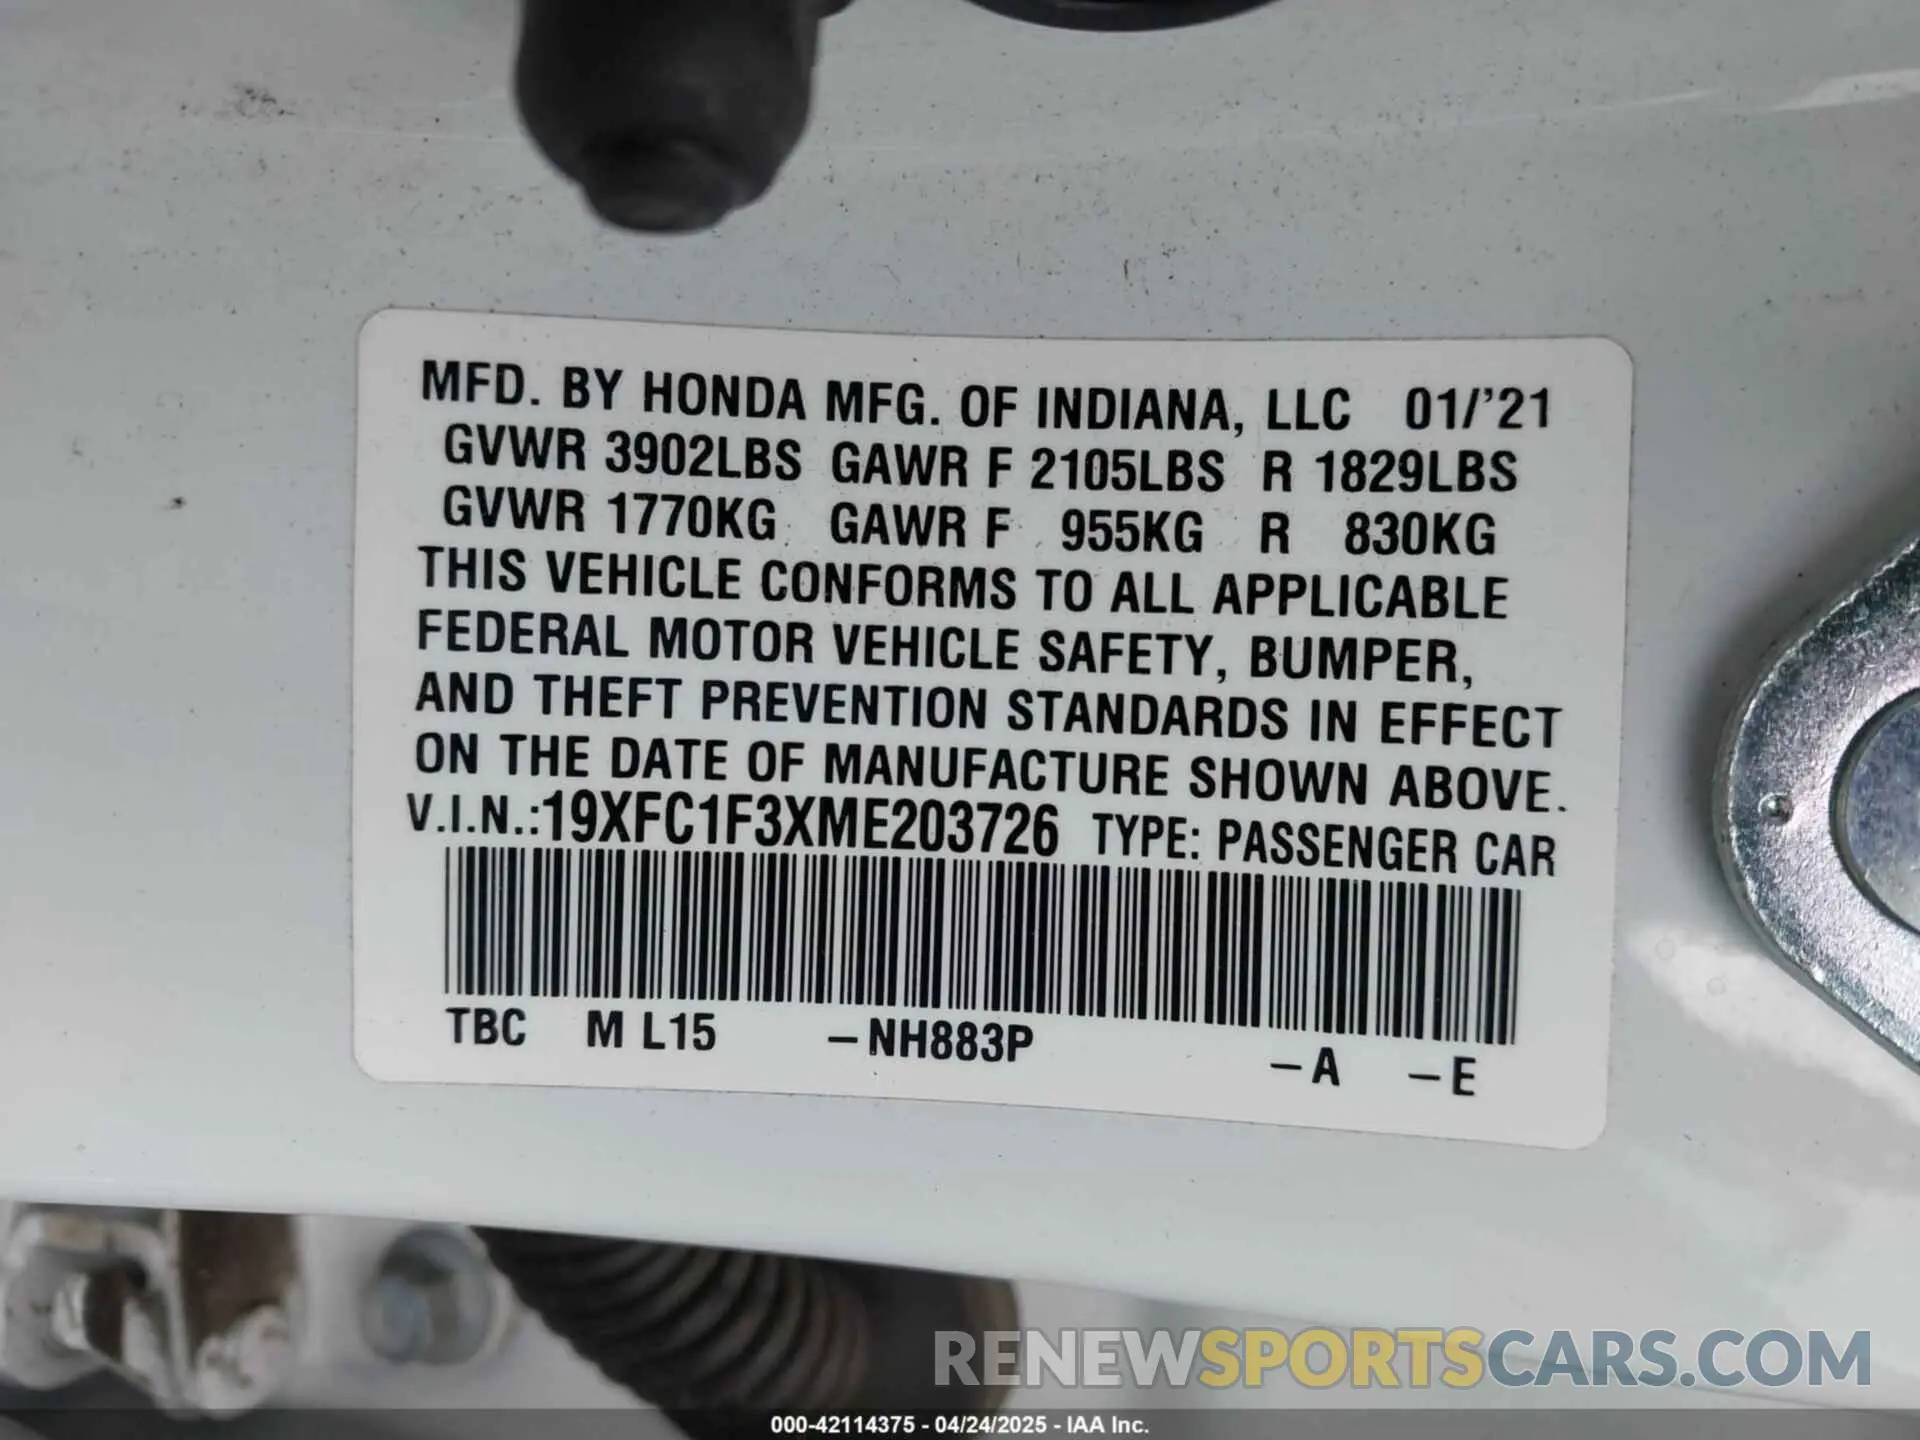 MFD. BY HONDA MFG. OF INDIANA, LLC 01/'21
GVWR 3902LBS GAWR F 2105LBS R 1829LBS
GVWR 1770KG GAWR F 955KG R 830KG
THIS VEHICLE CONFORMS TO ALL APPLICABLE
FEDERAL MOTOR VEHICLE SAFETY, BUMPER,
AND THEFT PREVENTION STANDARDS IN EFFECT
ON THE DATE OF MANUFACTURE SHOWN ABOVE.
V.I.N.:19XFC1F3XME203726 TYPE: PASSENGER CAR
TBC M L15 –NH883P –A –E
RENEWSPORTSCARS.COM
000-42114375 - 04/24/2025 - IAA Inc.